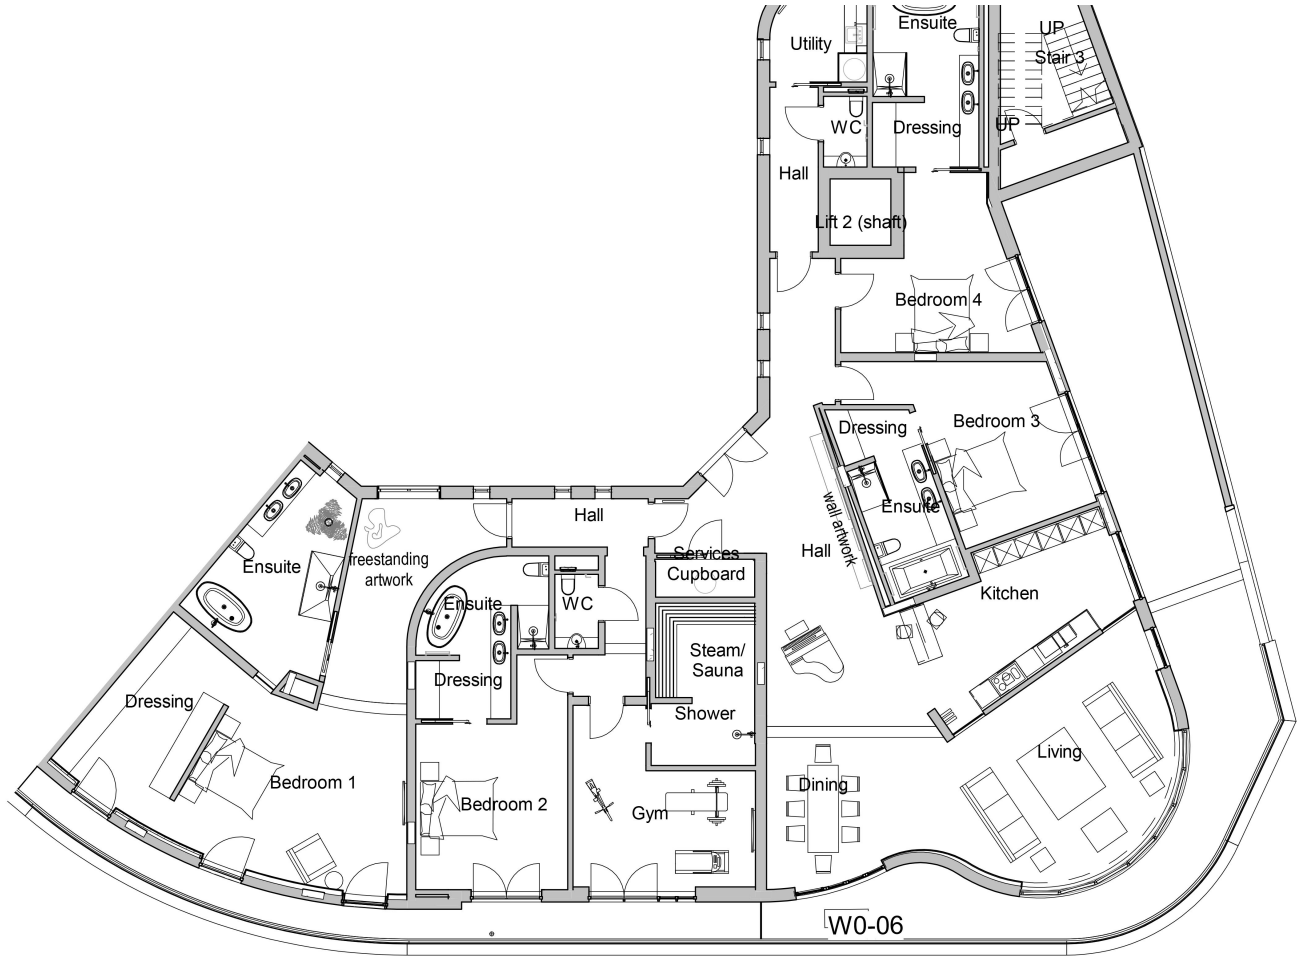 Ensuite
UP
Utility
Stair 3
WC
Dressing
UP
Hall
Lift 2 (shaft)
Bedroom 4
Dressing
Bedroom 3
wall artwork
Ensuite
Hall
Hall
freestanding
artwork
Ensuite
Services
Cupboard
Ensuite
WC
Kitchen
Steam/
Sauna
Dressing
Dressing
Shower
Living
Bedroom 1
Bedroom 2
Gym
Dining
W0-06